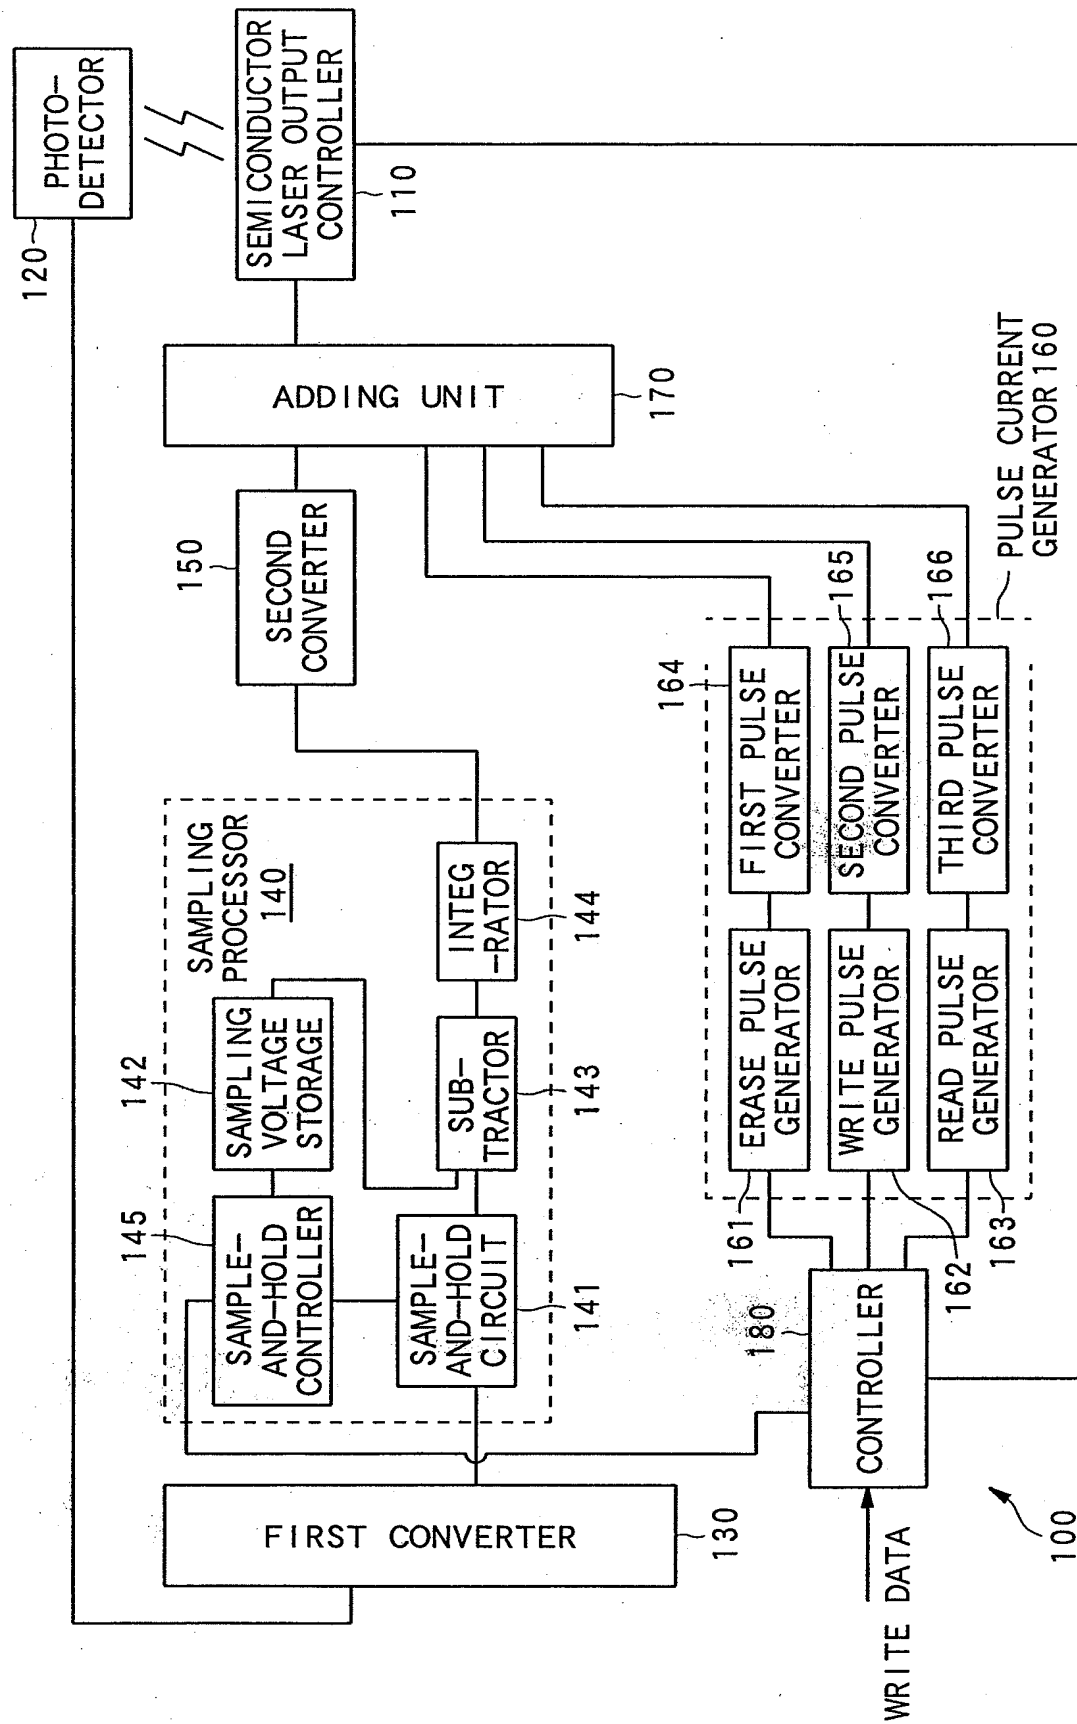 PHOTO-
DETECTOR
120
SEMICONDUCTOR
LASER OUTPUT
CONTROLLER
110
ADDING UNIT
170
SECOND
CONVERTER
150
SAMPLING
PROCESSOR
140
INTEG
-RATOR
144
SAMPLING
VOLTAGE
STORAGE
142
SUB-
TRACTOR
143
SAMPLE-
AND-HOLD
CONTROLLER
145
SAMPLE-
AND-HOLD
CIRCUIT
141
FIRST CONVERTER
130
PULSE CURRENT
GENERATOR 160
FIRST PULSE
CONVERTER
164
SECOND PULSE
CONVERTER
165
THIRD PULSE
CONVERTER
166
ERASE PULSE
GENERATOR
161
WRITE PULSE
GENERATOR
162
READ PULSE
GENERATOR
163
CONTROLLER
180
WRITE DATA
100